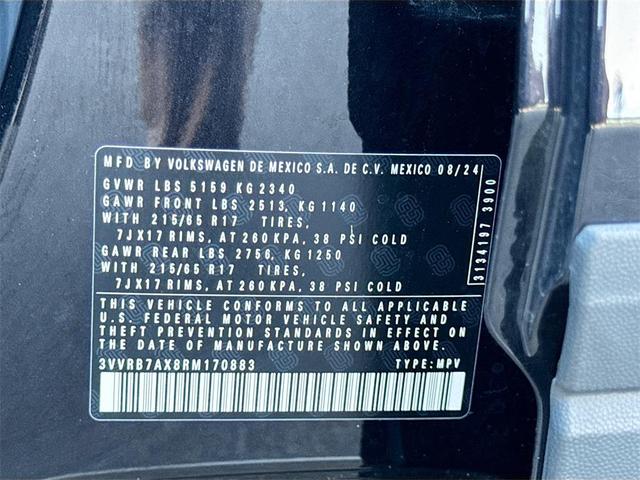 MFD BY VOLKSWAGEN DE MEXICO S.A. DE C.V. MEXICO 08/24
GVWR LBS 5159 KG 2340
GAWR FRONT LBS 2513, KG 1140
WITH 215/65 R17 TIRES,
7JX17 RIMS, AT 260 KPA, 38 PSI COLD
GAWR REAR LBS 2756, KG 1250
WITH 215/65 R17 TIRES,
7JX17 RIMS, AT 260 KPA, 38 PSI COLD
3134197 3900
THIS VEHICLE CONFORMS TO ALL APPLICABLE
U.S. FEDERAL MOTOR VEHICLE SAFETY AND
THEFT PREVENTION STANDARDS IN EFFECT ON
THE DATE OF MANUFACTURE SHOWN ABOVE.
3VVRB7AX8RM170883 TYPE: MPV